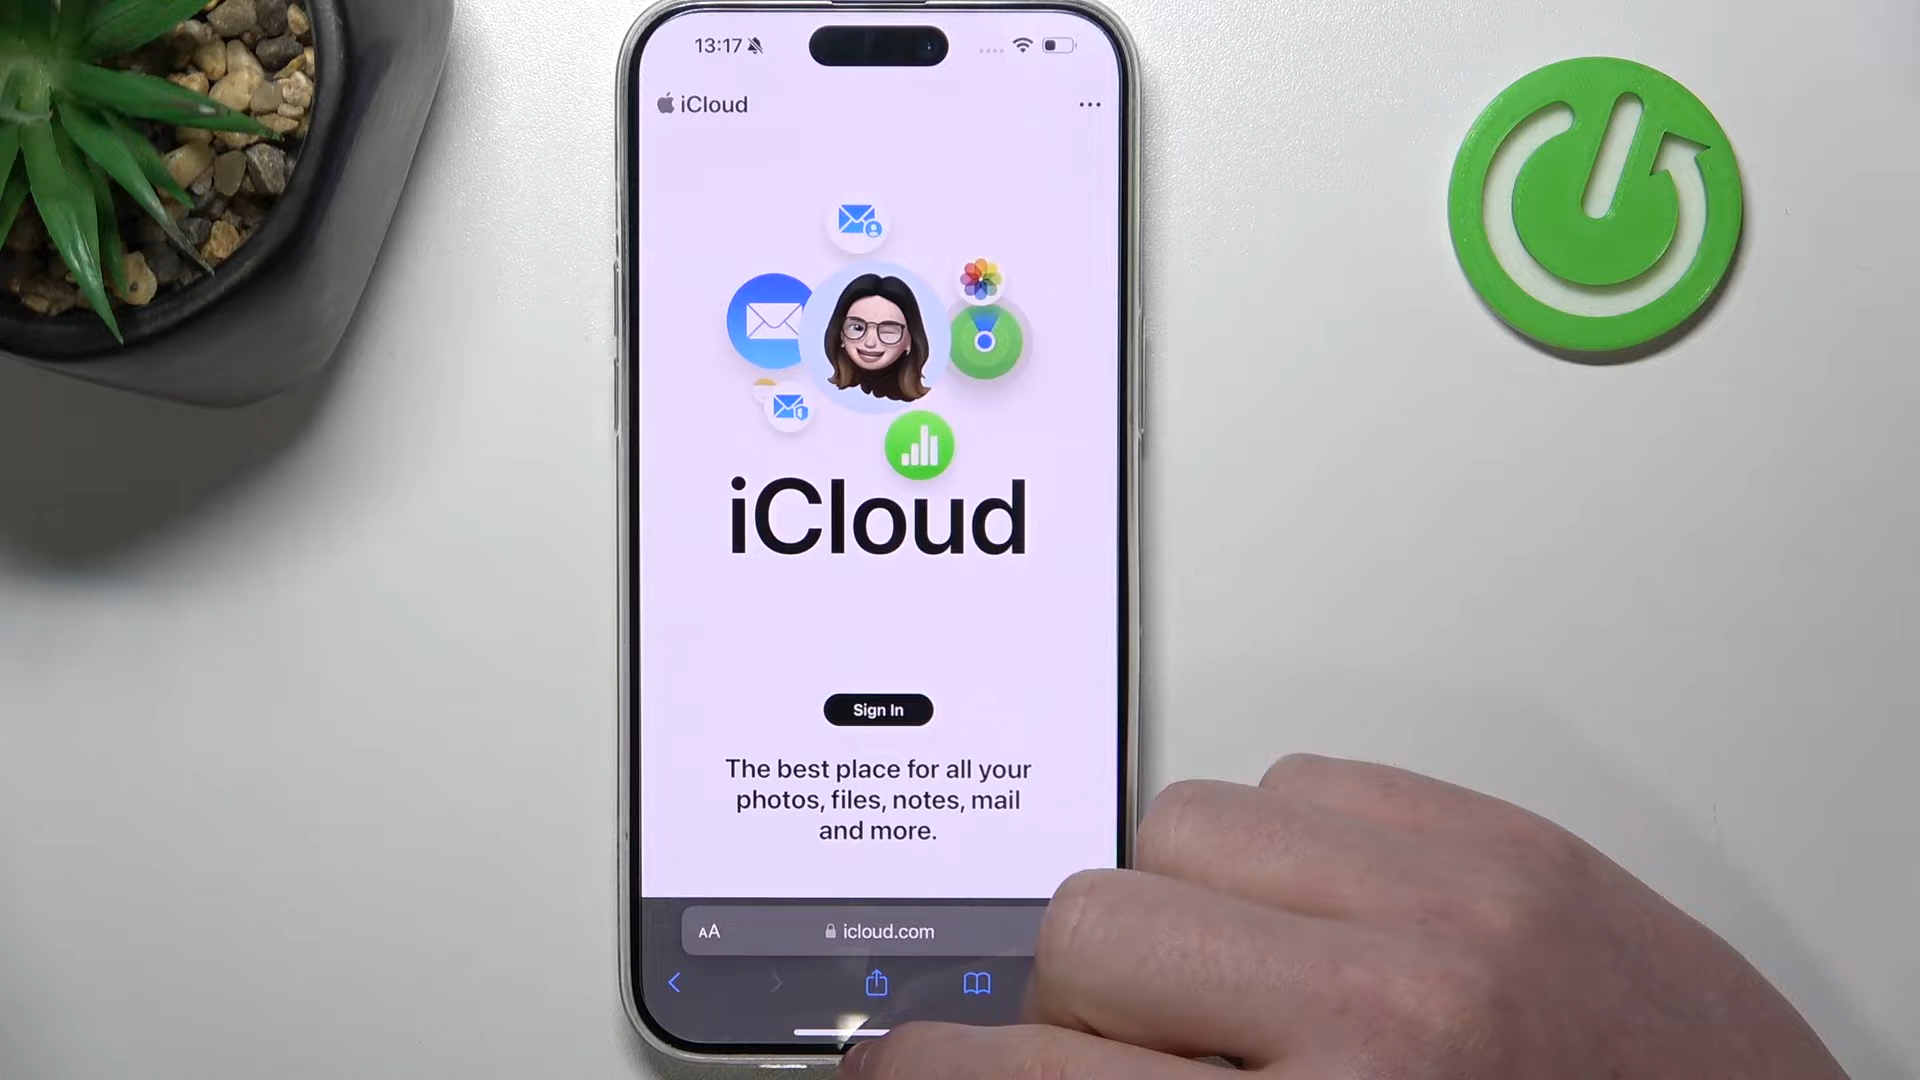 13:17
iCloud
iCloud
Sign In
The best place for all your
photos, files, notes, mail
and more.
AA
icloud.com